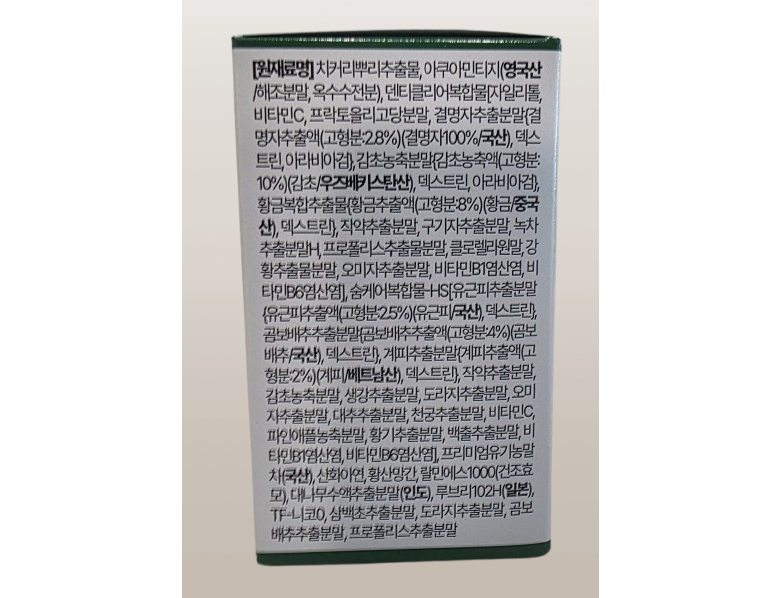 [원재료명] 치커리뿌리추출물, 아쿠아민티지(영국산
/해조분말, 옥수수전분), 덴티클리어복합물[자일리톨,
비타민C, 프락토올리고당분말, 결명자추출분말{결
명자추출액(고형분:2.8%)(결명자100%/국산), 덱스
트린, 아라비아검}, 감초농축분말{감초농축액(고형분:
10%)(감초/우즈베키스탄산), 덱스트린, 아라비아검},
황금복합추출물{황금추출액(고형분:8%)(황금/중국
산), 덱스트린}, 작약추출분말, 구기자추출분말, 녹차
추출분말H, 프로폴리스추출물분말, 클로렐라원말, 강
황추출물분말, 오미자추출분말, 비타민B1염산염, 비
타민B6염산염], 숨케어복합물-HS[유근피추출분말
{유근피추출액(고형분:2.5%)(유근피/국산), 덱스트린},
곰보배추추출분말{곰보배추추출액(고형분:4%)(곰보
배추/국산), 덱스트린}, 계피추출분말{계피추출액(고
형분:2%)(계피/베트남산), 덱스트린}, 작약추출분말,
감초농축분말, 생강추출분말, 도라지추출분말, 오미
자추출분말, 대추추출분말, 천궁추출분말, 비타민C,
파인애플농축분말, 황기추출분말, 백출추출분말, 비
타민B1염산염, 비타민B6염산염], 프리미엄유기농말
차(국산), 산화아연, 황산망간, 랄민에스1000(건조효
모), 대나무수액추출분말(인도), 루브리102H(일본),
TF-니코0, 삼백초추출분말, 도라지추출분말, 곰보
배추추출분말, 프로폴리스추출분말